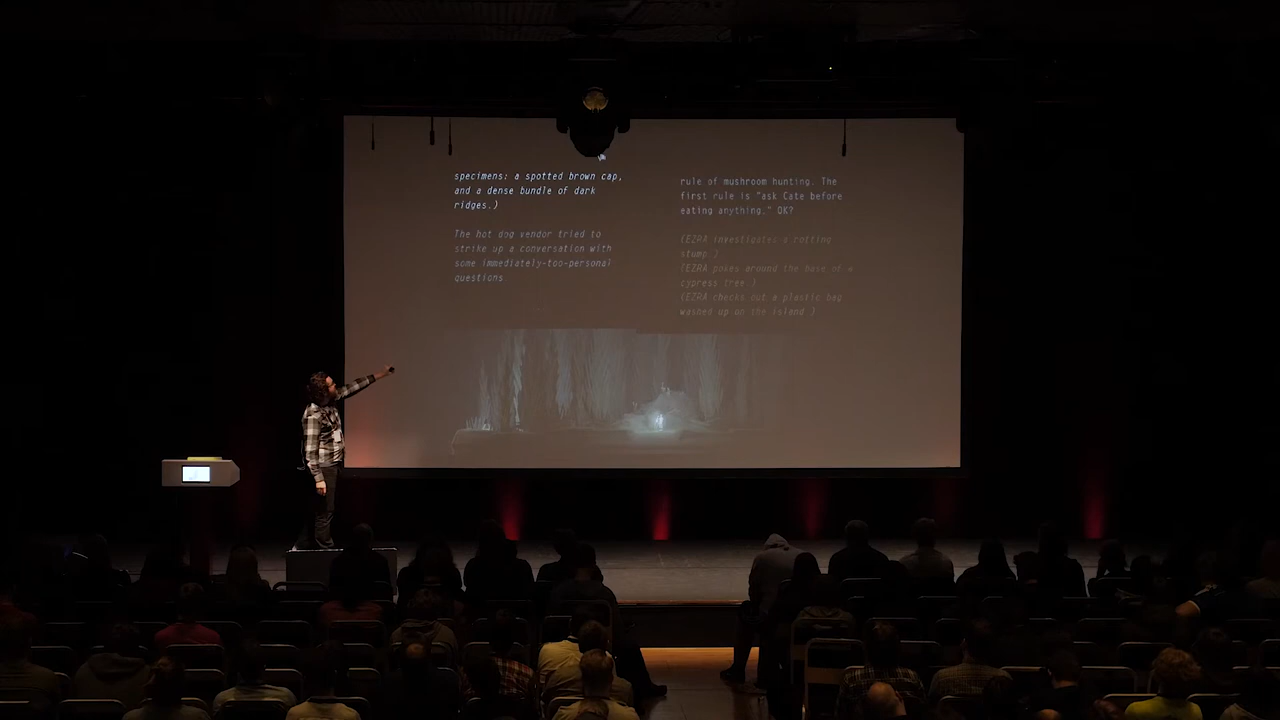 specimens: a spotted brown cap,
and a dense bundle of dark
ridges.)
The hot dog vendor tried to
strike up a conversation with
some immediately-too-personal
questions
rule of mushroom hunting. The
first rule is "ask Cate before
eating anything." OK?
(EZRA investigates a rotting
stump.)
(EZRA pokes around the base of a
cypress tree.)
(EZRA checks out a plastic bag
washed up on the island.)